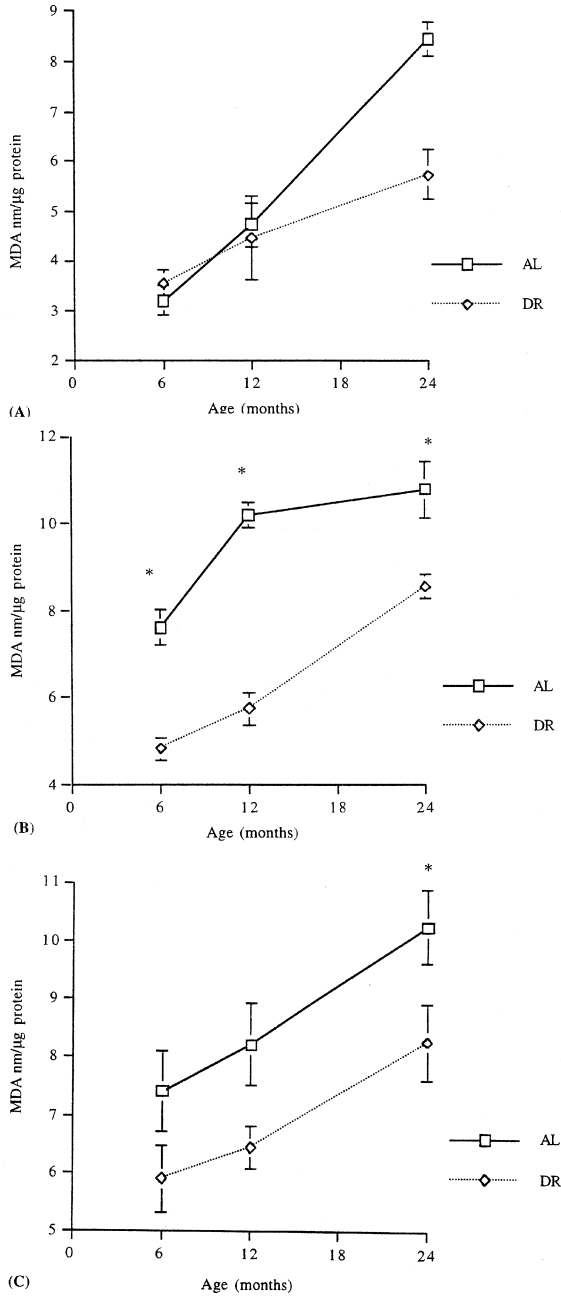 9
8
7
6
5
4
3
2
MDA nm/µg protein
0 6 12 18 24
Age (months)
AL
DR
(A)
12
10
8
6
4
MDA nm/µg protein
* * *
0 6 12 18 24
Age (months)
AL
DR
(B)
11
10
9
8
7
6
5
MDA nm/µg protein
*
0 6 12 18 24
Age (months)
AL
DR
(C)